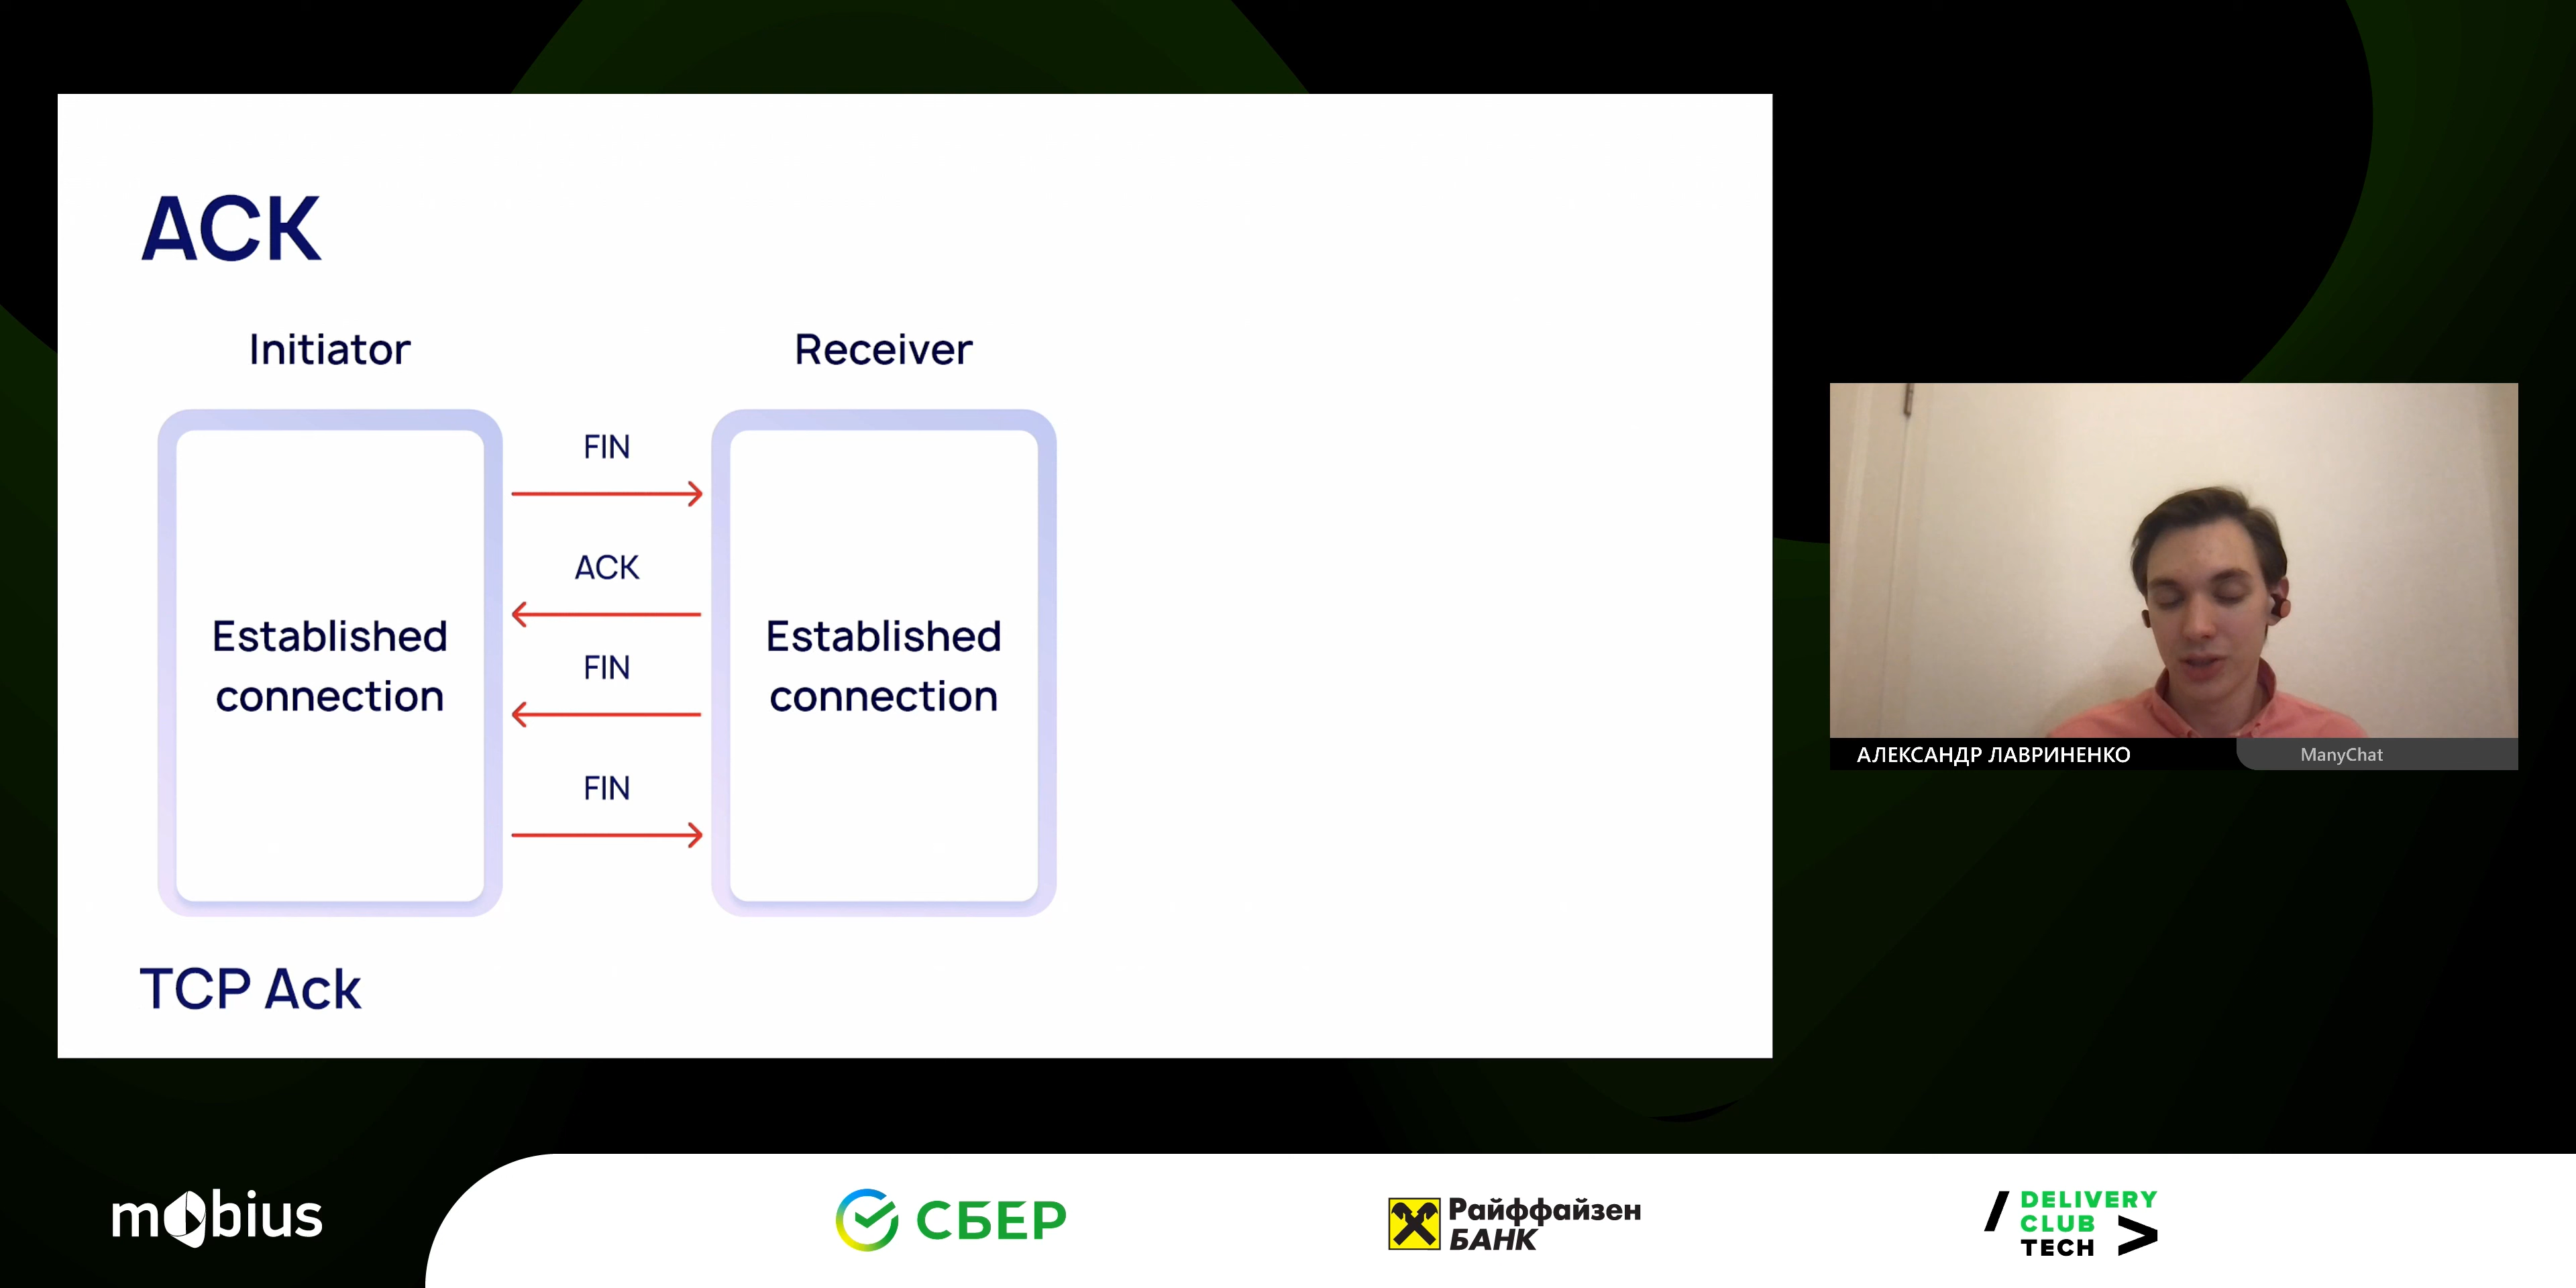 ACK
Initiator
Receiver
FIN
ACK
FIN
FIN
Established
connection
Established
connection
TCP Ack
АЛЕКСАНДР ЛАВРИНЕНКО
ManyChat
mobius
СБЕР
Райффайзен
БАНК
DELIVERY
CLUB
TECH